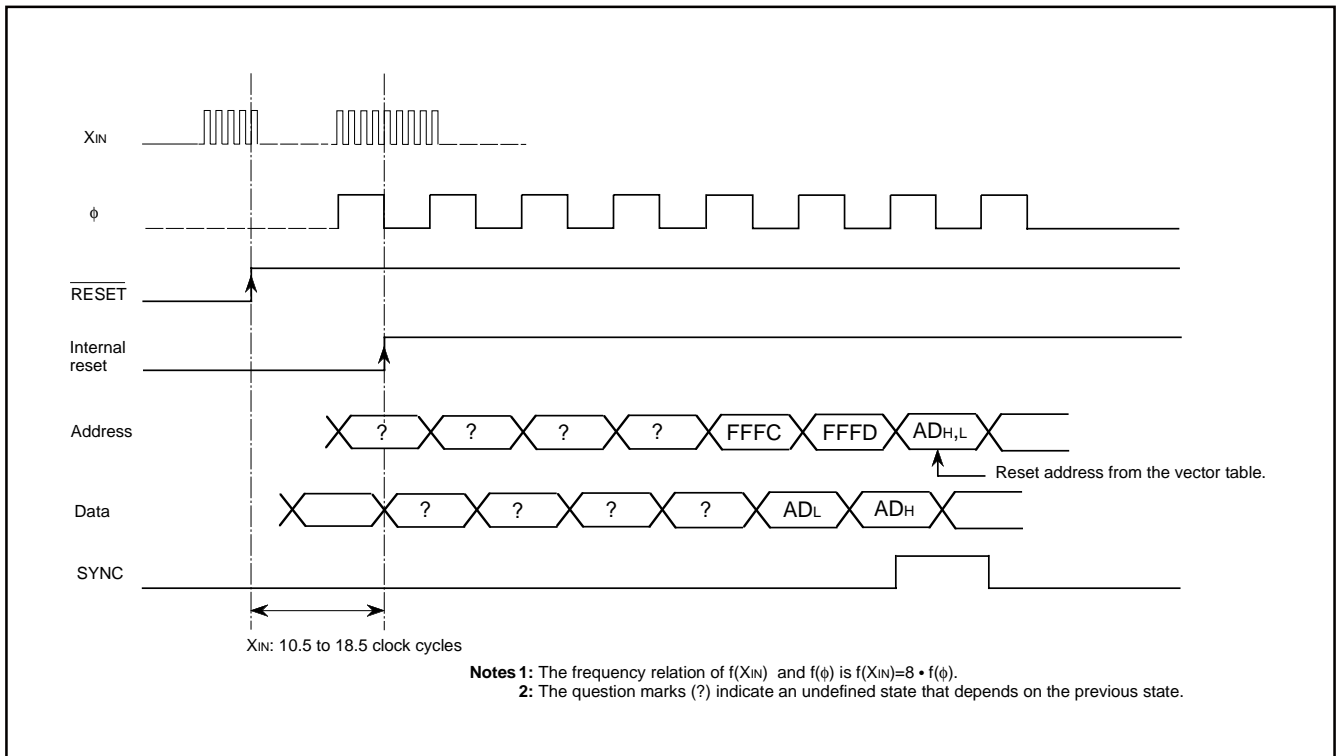 XIN
ϕ
RESET
Internal
reset
Address
? ? ? ? FFFC FFFD ADH,L
Reset address from the vector table.
Data
? ? ? ? ADL ADH
SYNC
XIN: 10.5 to 18.5 clock cycles
Notes 1: The frequency relation of f(XIN) and f(ϕ) is f(XIN)=8 • f(ϕ).
2: The question marks (?) indicate an undefined state that depends on the previous state.